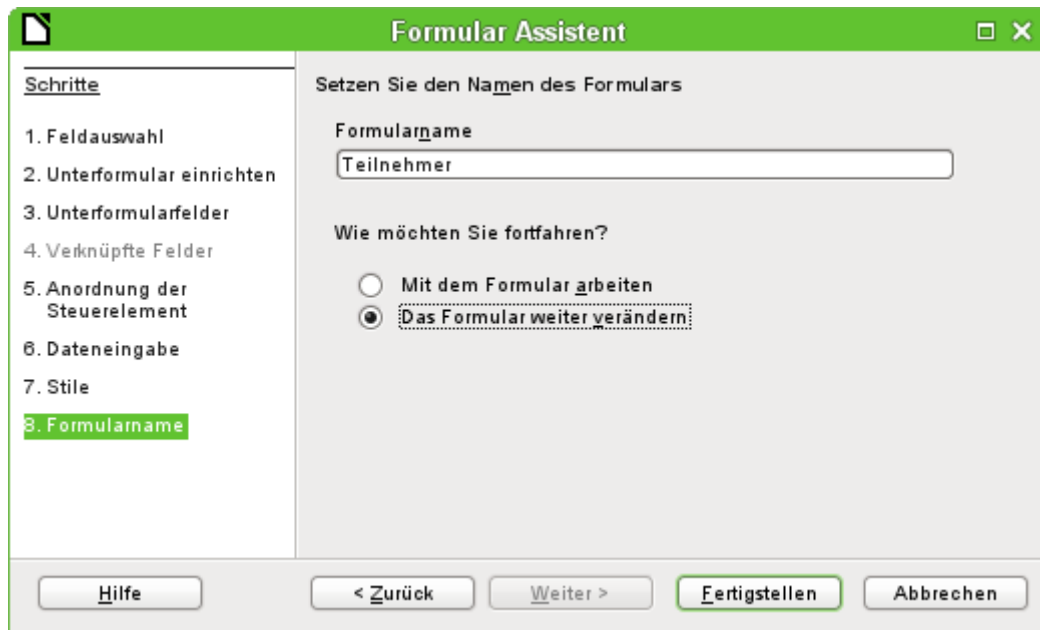 Formular Assistent
Schritte
1. Feldauswahl
2. Unterformular einrichten
3. Unterformularfelder
4. Verknüpfte Felder
5. Anordnung der
Steuerelement
6. Dateneingabe
7. Stile
8. Formularname
Setzen Sie den Namen des Formulars
Formularname
Teilnehmer
Wie möchten Sie fortfahren?
Mit dem Formular arbeiten
Das Formular weiter verändern
Hilfe
< Zurück
Weiter >
Fertigstellen
Abbrechen